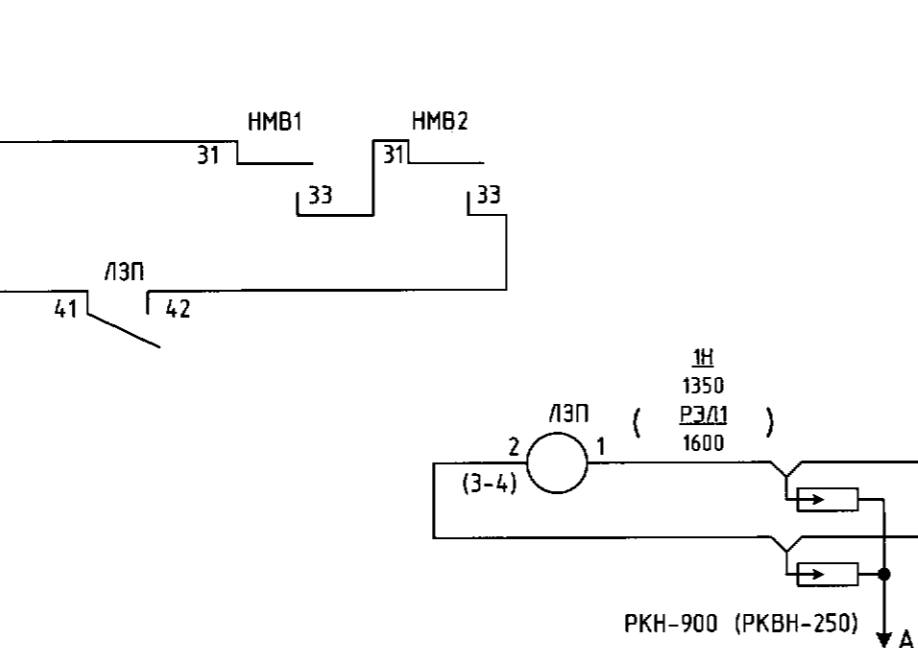 НМВ1 НМВ2
31 31
33 33
ЛЗП
41 42
1Н
1350
ЛЗП ( РЭЛ1 )
2 1 1600
(3-4)
РКН-900 (РКВН-250)
А